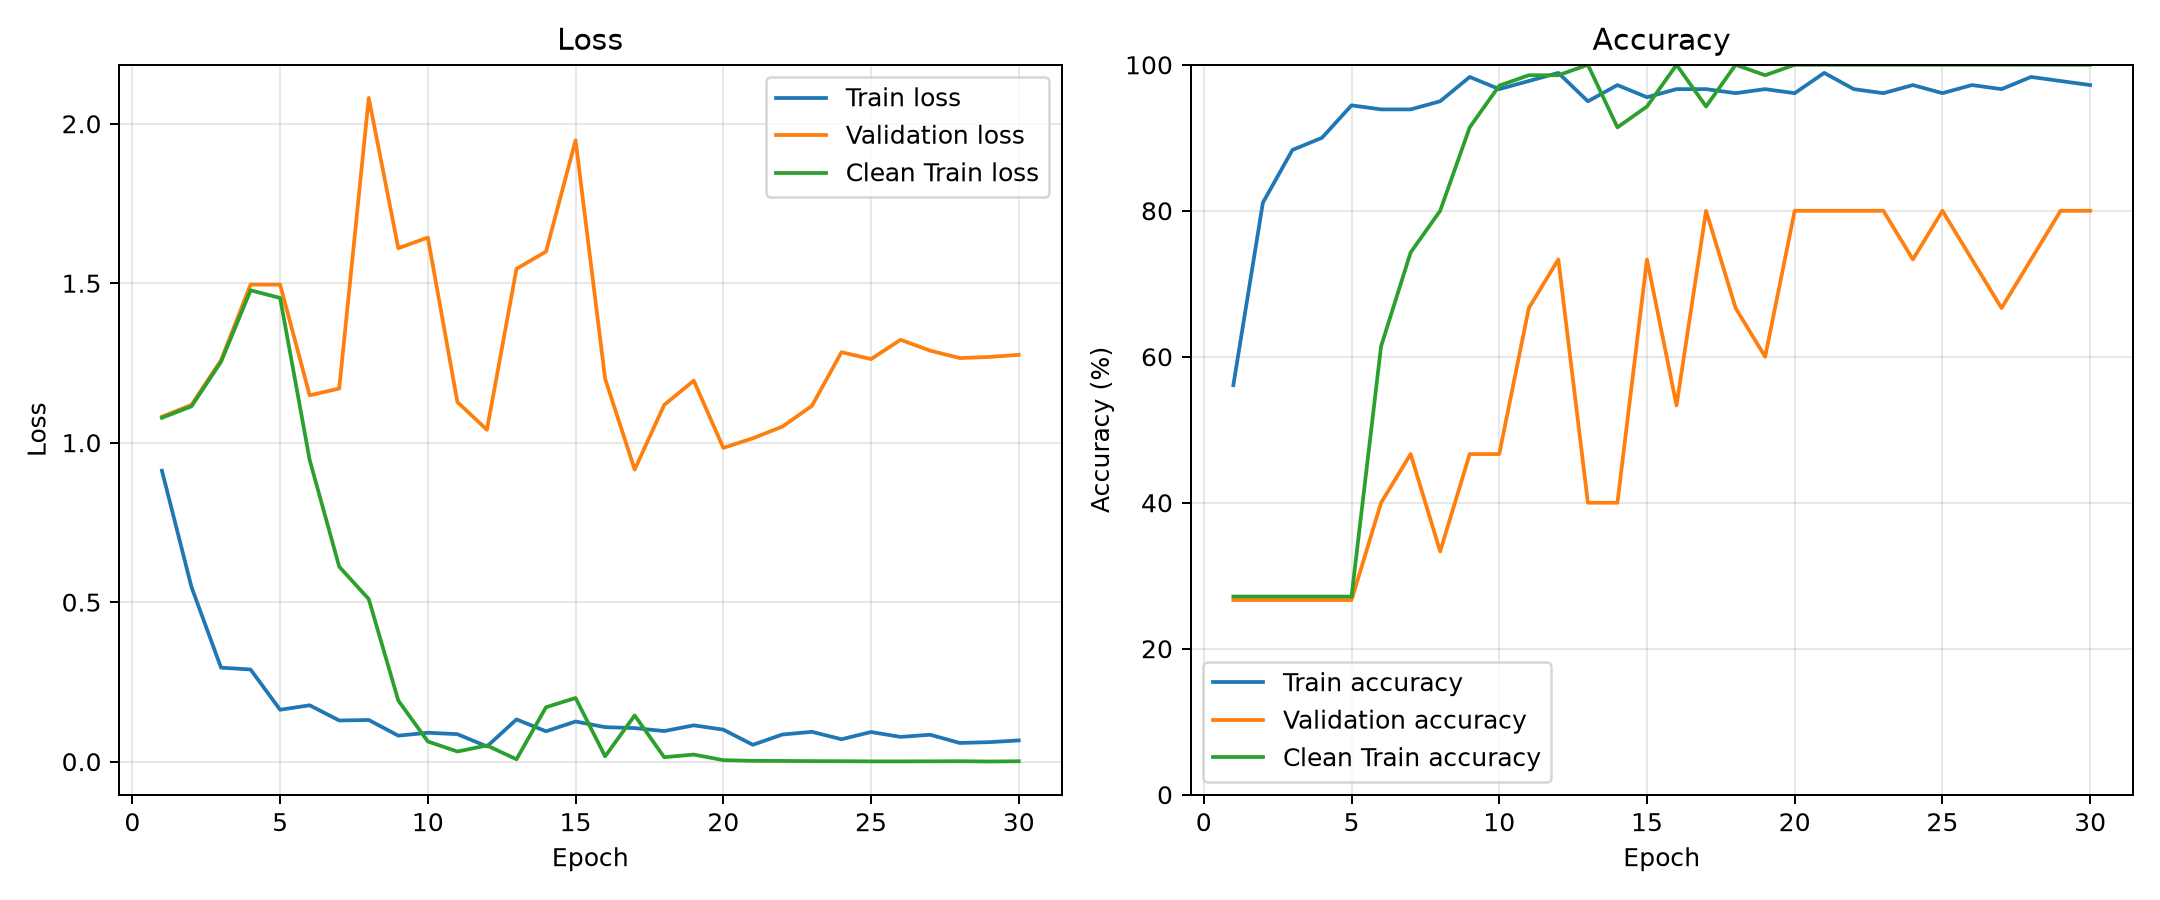 Loss
Train loss
Validation loss
Clean Train loss
2.0
1.5
1.0
0.5
0.0
Loss
0 5 10 15 20 25 30
Epoch
Accuracy
100
80
60
40
20
0
Accuracy (%)
Train accuracy
Validation accuracy
Clean Train accuracy
0 5 10 15 20 25 30
Epoch